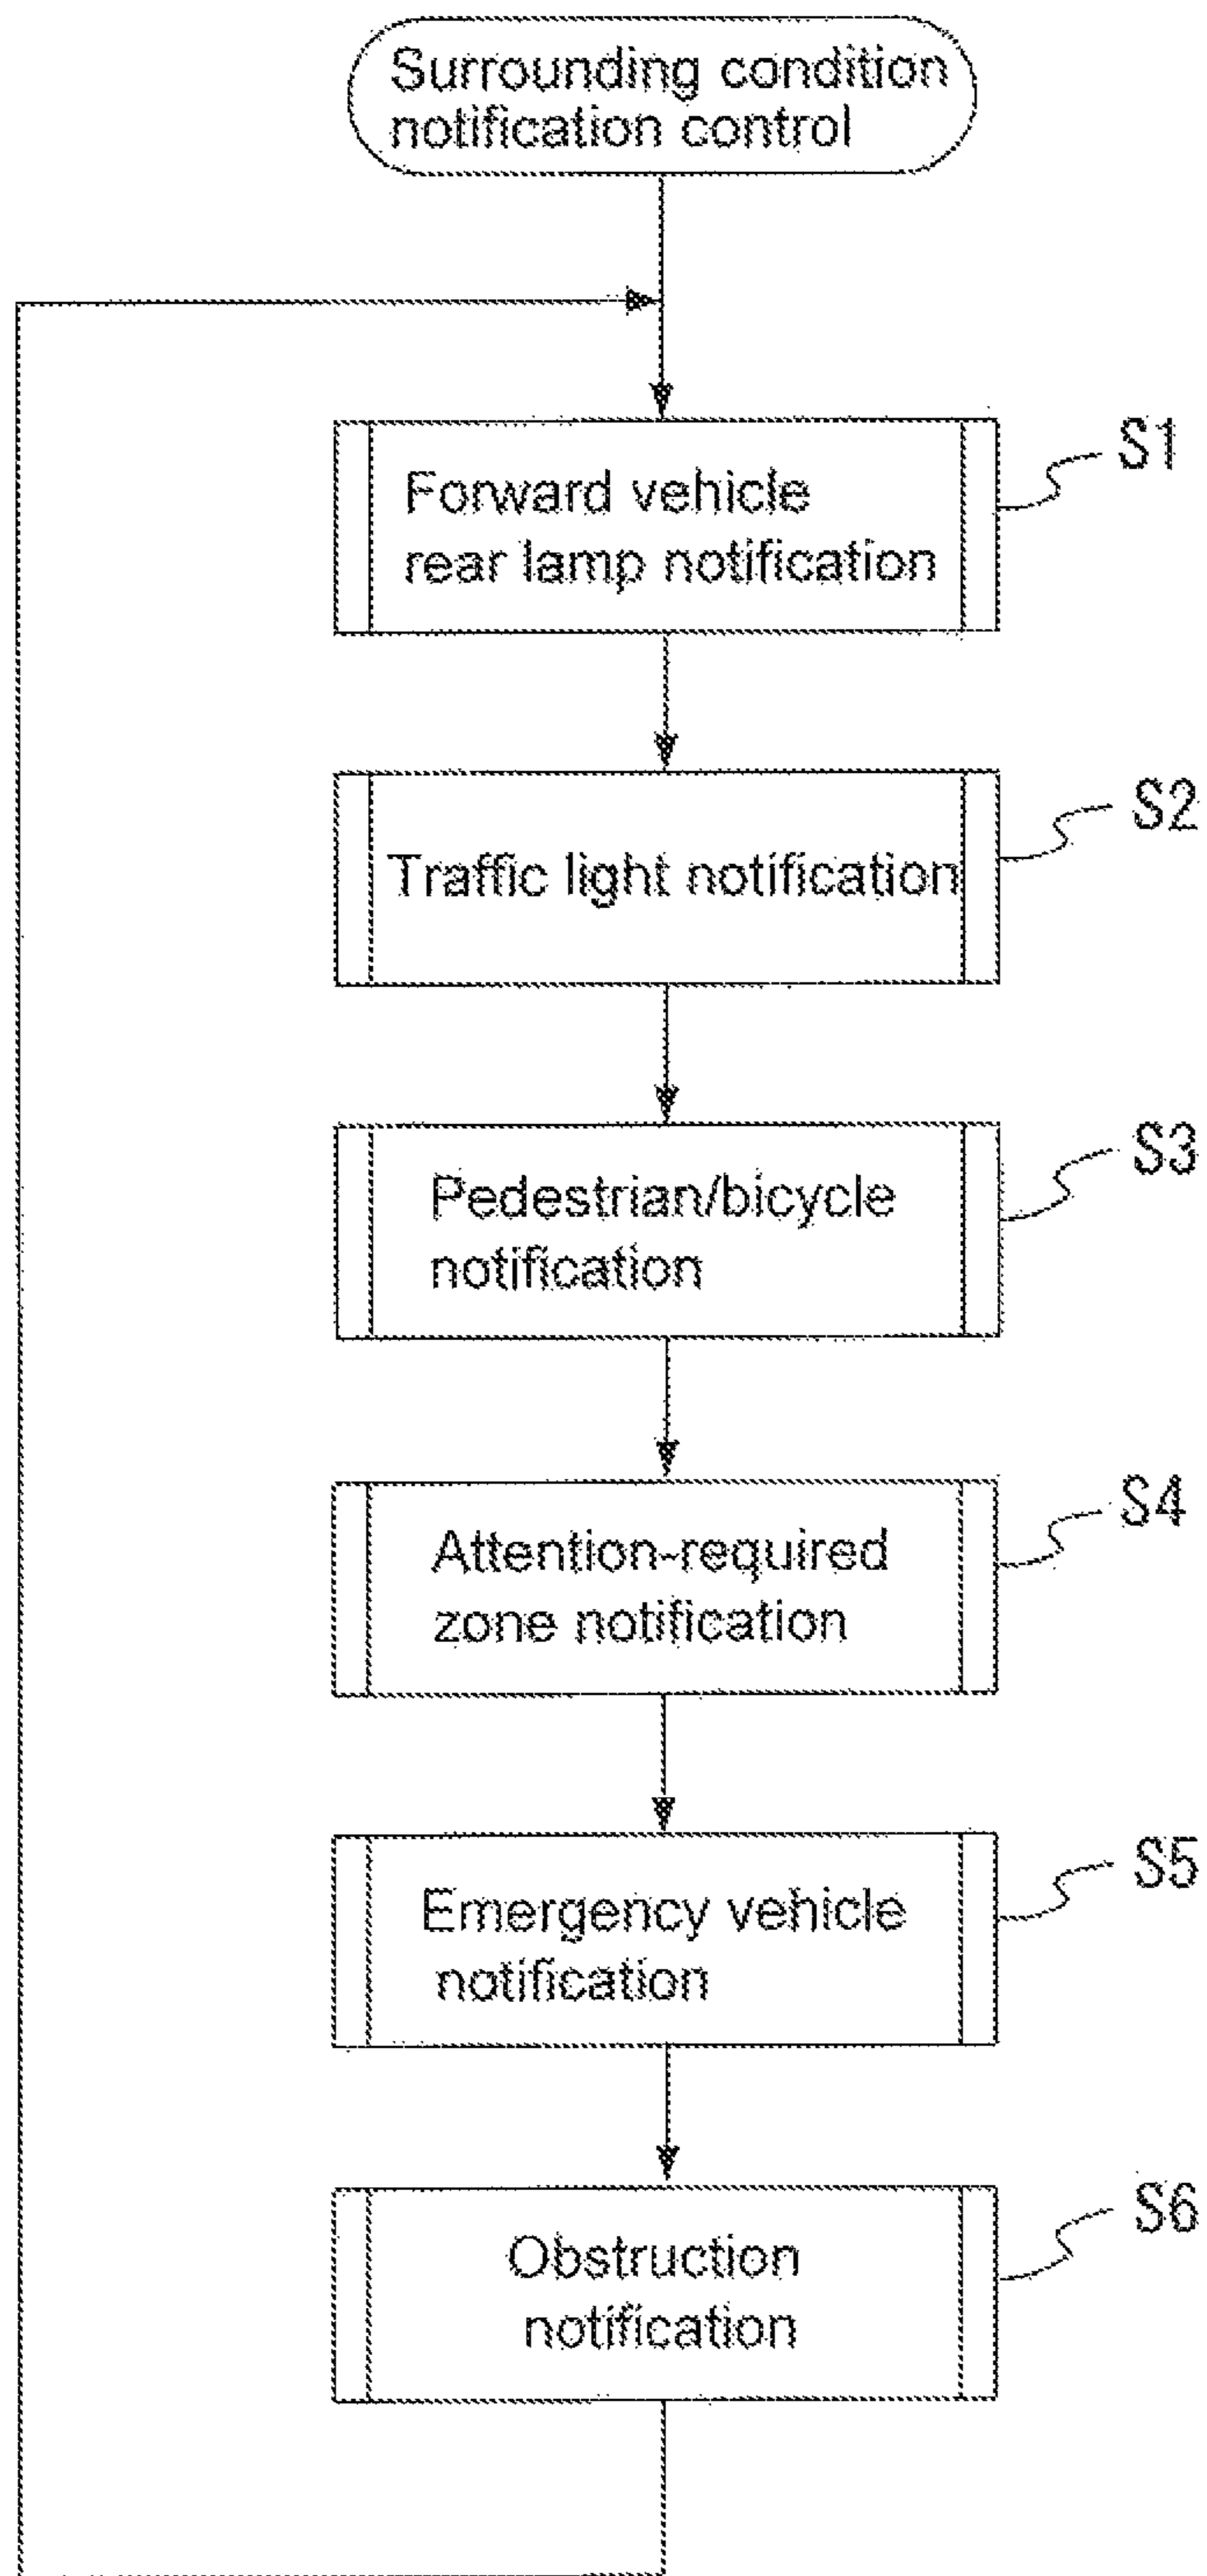 Surrounding condition
notification control
Forward vehicle
rear lamp notification
S1
Traffic light notification
S2
Pedestrian/bicycle
notification
S3
Attention-required
zone notification
S4
Emergency vehicle
notification
S5
Obstruction
notification
S6